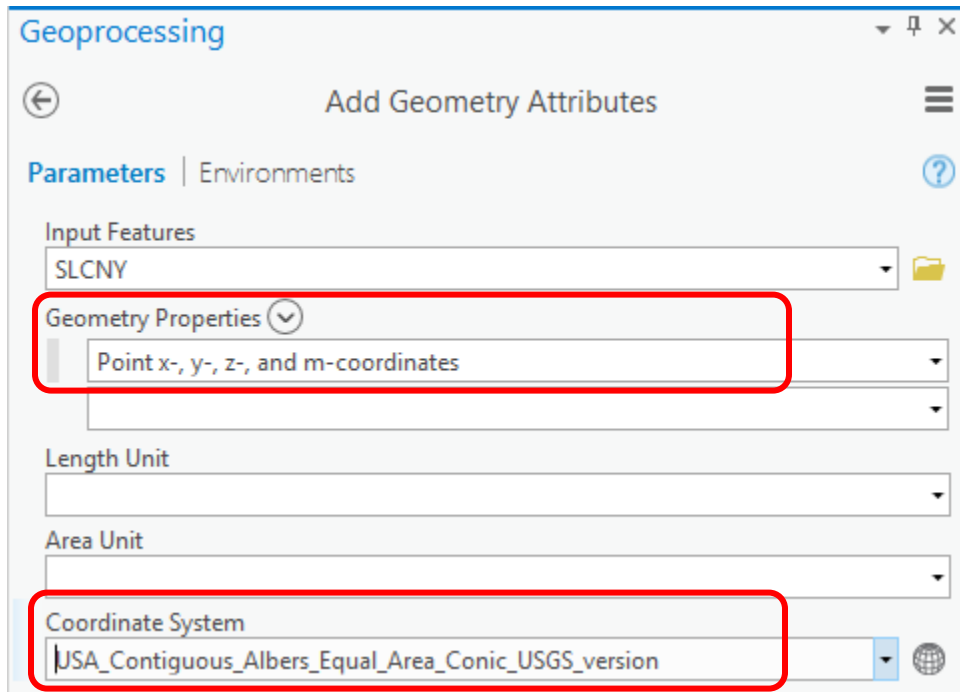 Geoprocessing
Add Geometry Attributes
Parameters | Environments
Input Features
SLCNY
Geometry Properties
Point x-, y-, z-, and m-coordinates
Length Unit
Area Unit
Coordinate System
USA_Contiguous_Albers_Equal_Area_Conic_USGS_version